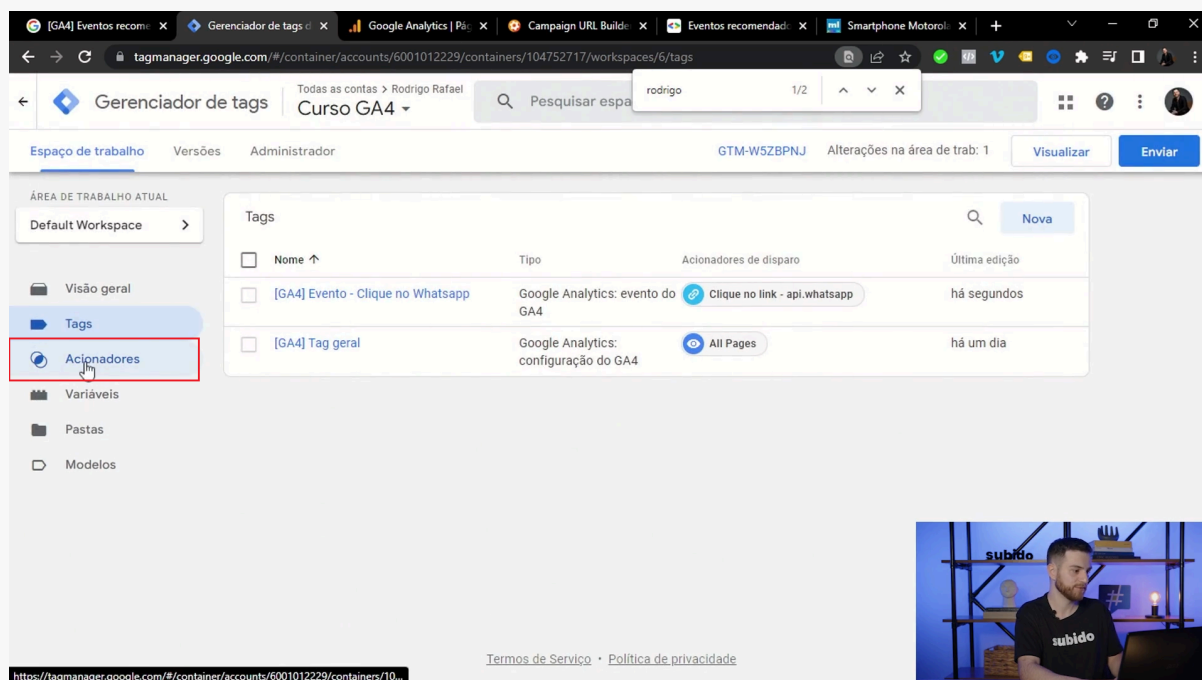 [GA4] Eventos recome
Gerenciador de tags d
Google Analytics | Pág
Campaign URL Builde
Eventos recomendado
Smartphone Motorola
tagmanager.google.com/#/container/accounts/6001012229/containers/104752717/workspaces/6/tags
rodrigo 1/2
Gerenciador de tags
Todas as contas > Rodrigo Rafael
Curso GA4
Pesquisar espa
Espaço de trabalho Versões Administrador GTM-W5ZBPNJ Alterações na área de trab: 1 Visualizar Enviar
ÁREA DE TRABALHO ATUAL
Default Workspace
Visão geral
Tags
Acionadores
Variáveis
Pastas
Modelos
Tags Nova
Nome Tipo Acionadores de disparo Última edição
[GA4] Evento - Clique no Whatsapp Google Analytics: evento do GA4 Clique no link - api.whatsapp há segundos
[GA4] Tag geral Google Analytics: configuração do GA4 All Pages há um dia
subido
#
subido
Termos de Serviço • Política de privacidade
https://tagmanager.google.com/#/container/accounts/6001012229/containers/10...